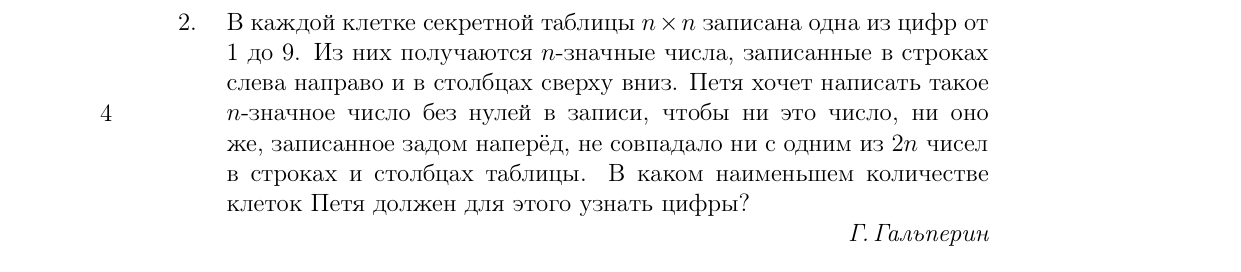 2. В каждой клетке секретной таблицы n × n записана одна из цифр от
1 до 9. Из них получаются n-значные числа, записанные в строках
слева направо и в столбцах сверху вниз. Петя хочет написать такое
4 n-значное число без нулей в записи, чтобы ни это число, ни оно
же, записанное задом наперёд, не совпадало ни с одним из 2n чисел
в строках и столбцах таблицы. В каком наименьшем количестве
клеток Петя должен для этого узнать цифры?
Г. Гальперин